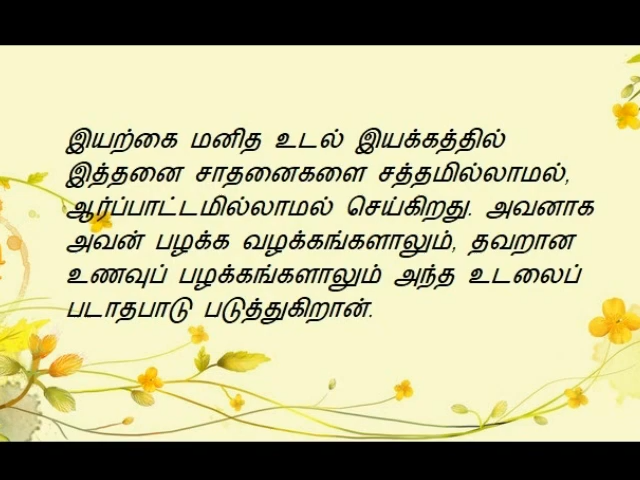 இயற்கை மனித உடல் இயக்கத்தில்
இத்தனை சாதனைகளை சத்தமில்லாமல்,
ஆர்ப்பாட்டமில்லாமல் செய்கிறது. அவனாக
அவன் பழக்க வழக்கங்களாலும், தவறான
உணவுப் பழக்கங்களாலும் அந்த உடலைப்
படாதபாடு படுத்துகிறான்.